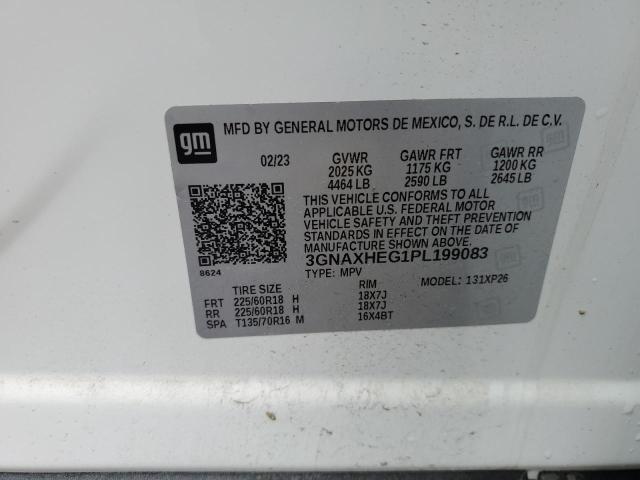 gm
MFD BY GENERAL MOTORS DE MEXICO, S. DE R.L. DE C.V.
02/23 GVWR GAWR FRT GAWR RR
2025 KG 1175 KG 1200 KG
4464 LB 2590 LB 2645 LB
THIS VEHICLE CONFORMS TO ALL
APPLICABLE U.S. FEDERAL MOTOR
VEHICLE SAFETY AND THEFT PREVENTION
STANDARDS IN EFFECT ON THE DATE OF
MANUFACTURE SHOWN ABOVE.
8624 3GNAXHEG1PL199083
TYPE: MPV MODEL: 131XP26
TIRE SIZE RIM
FRT 225/60R18 H 18X7J
RR 225/60R18 H 18X7J
SPA T135/70R16 M 16X4BT